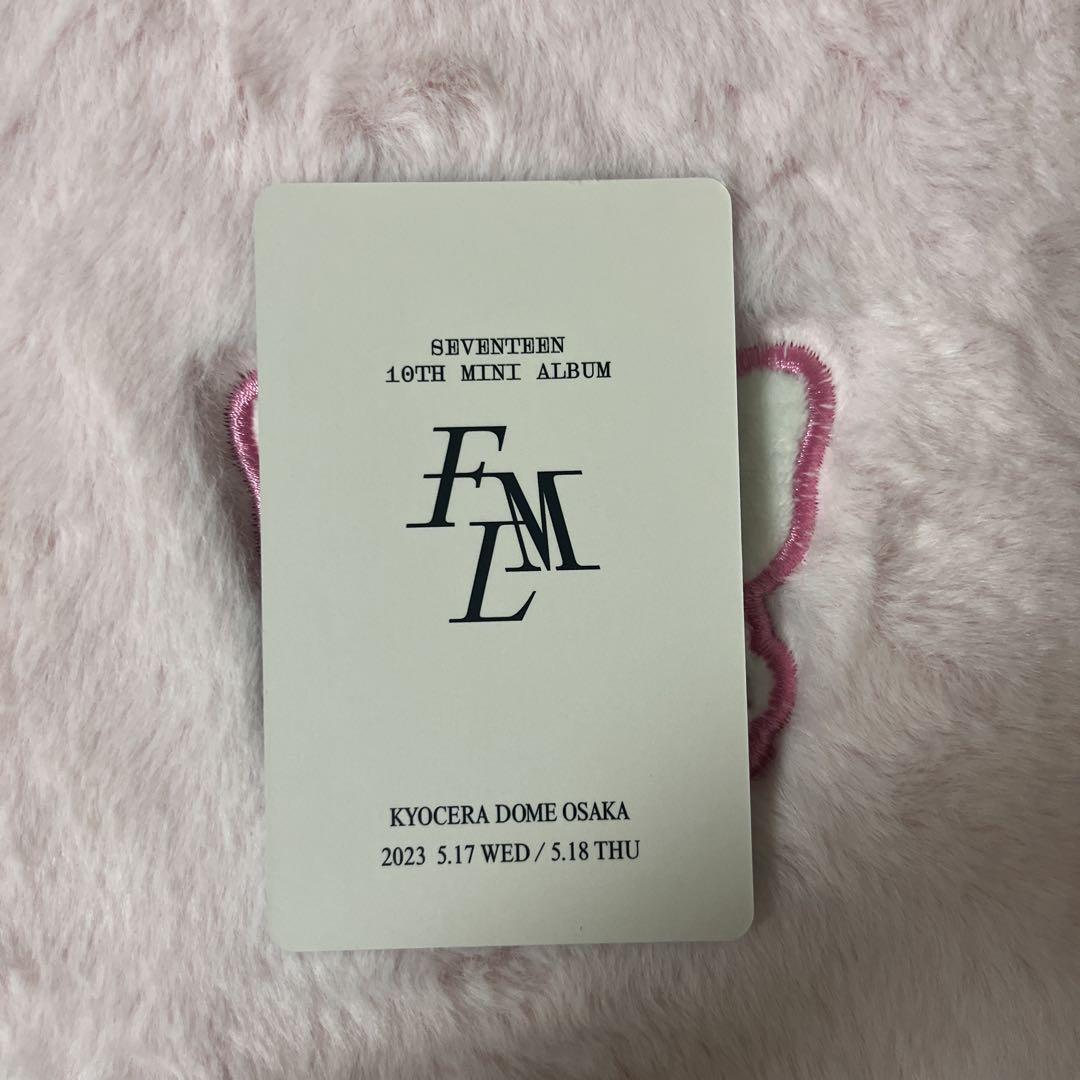 SEVENTEEN
10TH MINI ALBUM
FML
KYOCERA DOME OSAKA
2023 5.17 WED / 5.18 THU